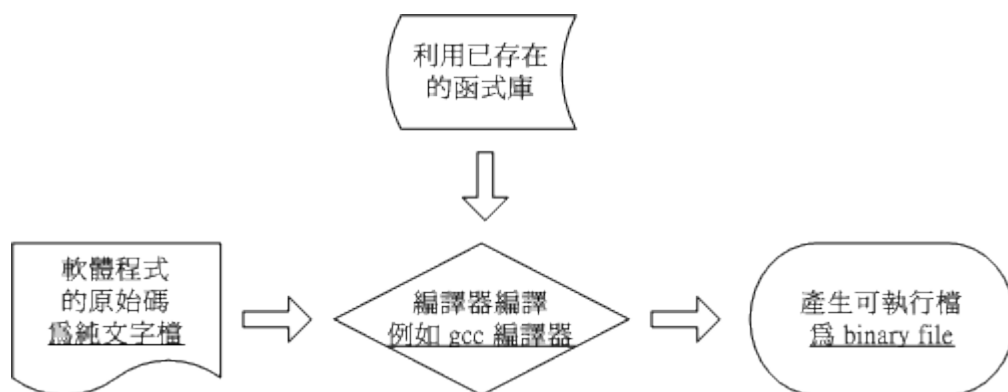 利用已存在
的函式庫
軟體程式
的原始碼
為純文字檔
編譯器編譯
例如 gcc 編譯器
產生可執行檔
為 binary file